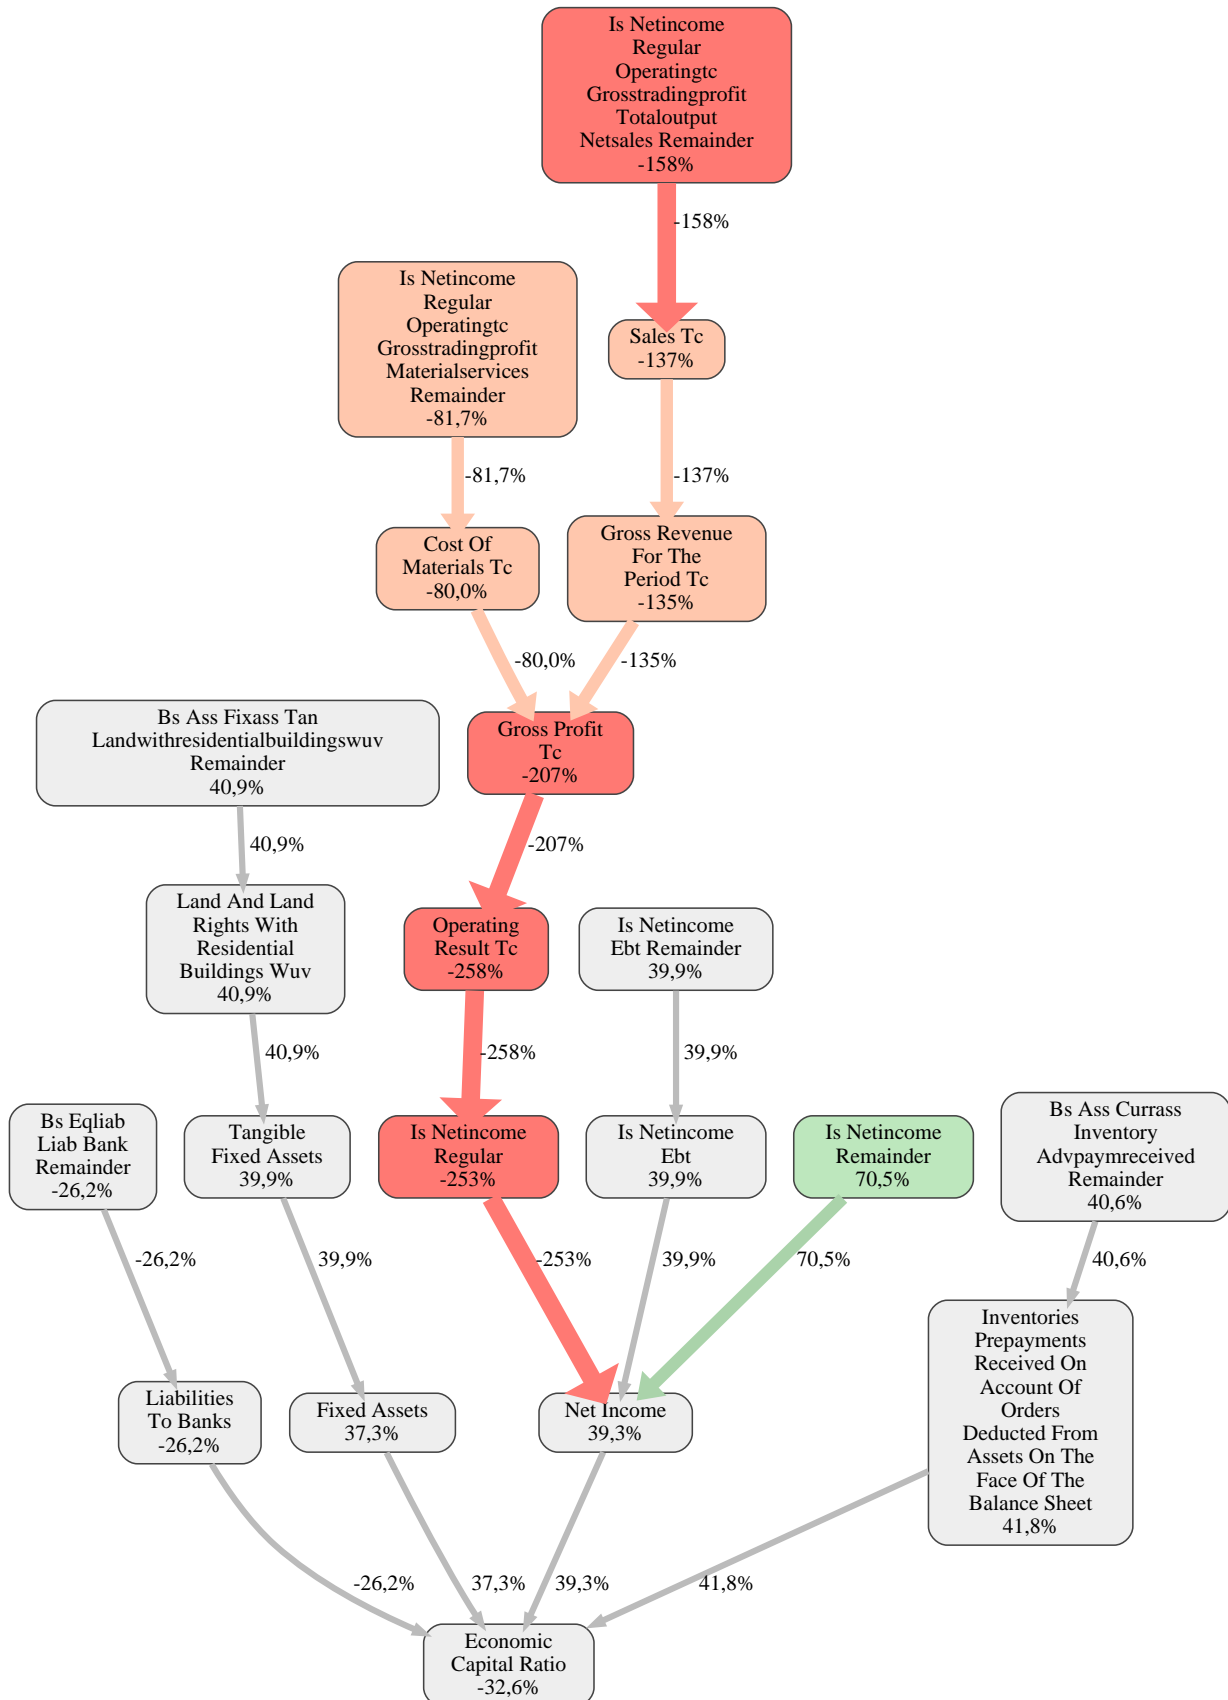 Is Netincome
Regular
Operatingtc
Grosstradingprofit
Totaloutput
Netsales Remainder
-158%
-158%
Is Netincome
Regular
Operatingtc
Grosstradingprofit
Materialservices
Remainder
-81,7%
Sales Tc
-137%
-81,7%
-137%
Cost Of
Materials Tc
-80,0%
Gross Revenue
For The
Period Tc
-135%
-80,0%
-135%
Bs Ass Fixass Tan
Landwithresidentialbuildingswuv
Remainder
40,9%
Gross Profit
Tc
-207%
40,9%
-207%
Land And Land
Rights With
Residential
Buildings Wuv
40,9%
Operating
Result Tc
-258%
Is Netincome
Ebt Remainder
39,9%
40,9%
-258%
39,9%
Bs Eqliab
Liab Bank
Remainder
-26,2%
Tangible
Fixed Assets
39,9%
Is Netincome
Regular
-253%
Is Netincome
Ebt
39,9%
Is Netincome
Remainder
70,5%
Bs Ass Currass
Inventory
Advpaymreceived
Remainder
40,6%
-26,2%
39,9%
-253%
39,9%
70,5%
40,6%
Liabilities
To Banks
-26,2%
Fixed Assets
37,3%
Net Income
39,3%
Inventories
Prepayments
Received On
Account Of
Orders
Deducted From
Assets On The
Face Of The
Balance Sheet
41,8%
-26,2%
37,3%
39,3%
41,8%
Economic
Capital Ratio
-32,6%